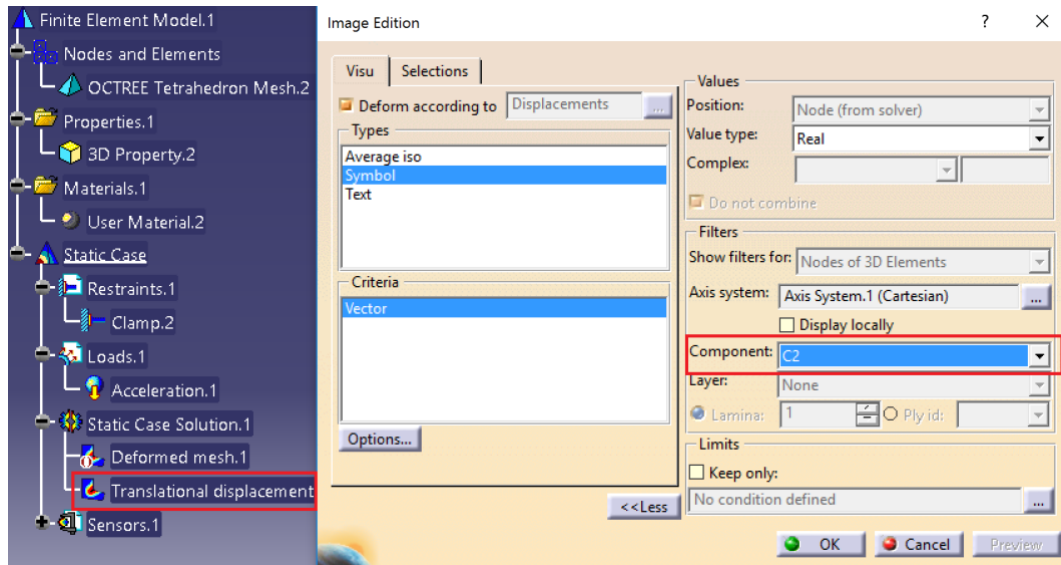 Finite Element Model.1
Nodes and Elements
OCTREE Tetrahedron Mesh.2
Properties.1
3D Property.2
Materials.1
User Material.2
Static Case
Restraints.1
Clamp.2
Loads.1
Acceleration.1
Static Case Solution.1
Deformed mesh.1
Translational displacement
Sensors.1
Image Edition
? ×
Visu Selections
Deform according to Displacements ...
Types
Average iso
Symbol
Text
Criteria
Vector
Options...
<<Less
Values
Position: Node (from solver)
Value type: Real
Complex:
Do not combine
Filters
Show filters for: Nodes of 3D Elements
Axis system: Axis System.1 (Cartesian) ...
Display locally
Component: C2
Layer: None
Lamina: 1 Ply id:
Limits
Keep only:
No condition defined ...
OK Cancel Preview